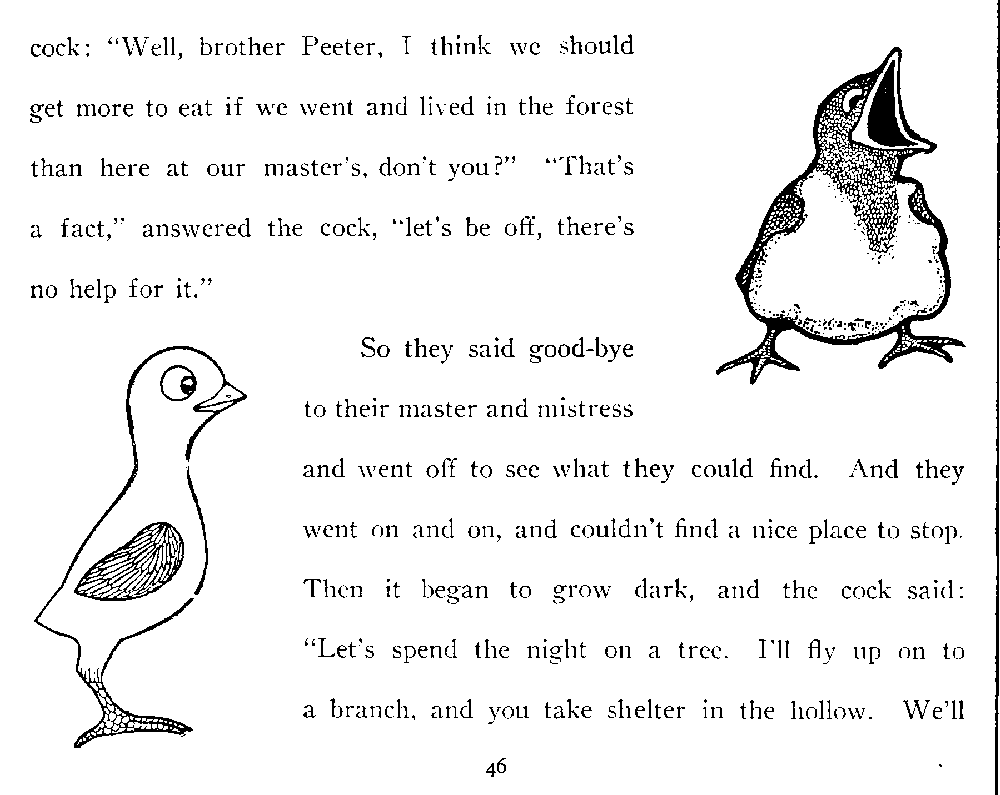 cock: “Well, brother Peeter, I think we should
get more to eat if we went and lived in the forest
than here at our master's, don't you?” “That's
a fact,” answered the cock, “let's be off, there's
no help for it.”
So they said good-bye
to their master and mistress
and went off to see what they could find. And they
went on and on, and couldn't find a nice place to stop.
Then it began to grow dark, and the cock said:
“Let's spend the night on a tree. I'll fly up on to
a branch, and you take shelter in the hollow. We'll
46